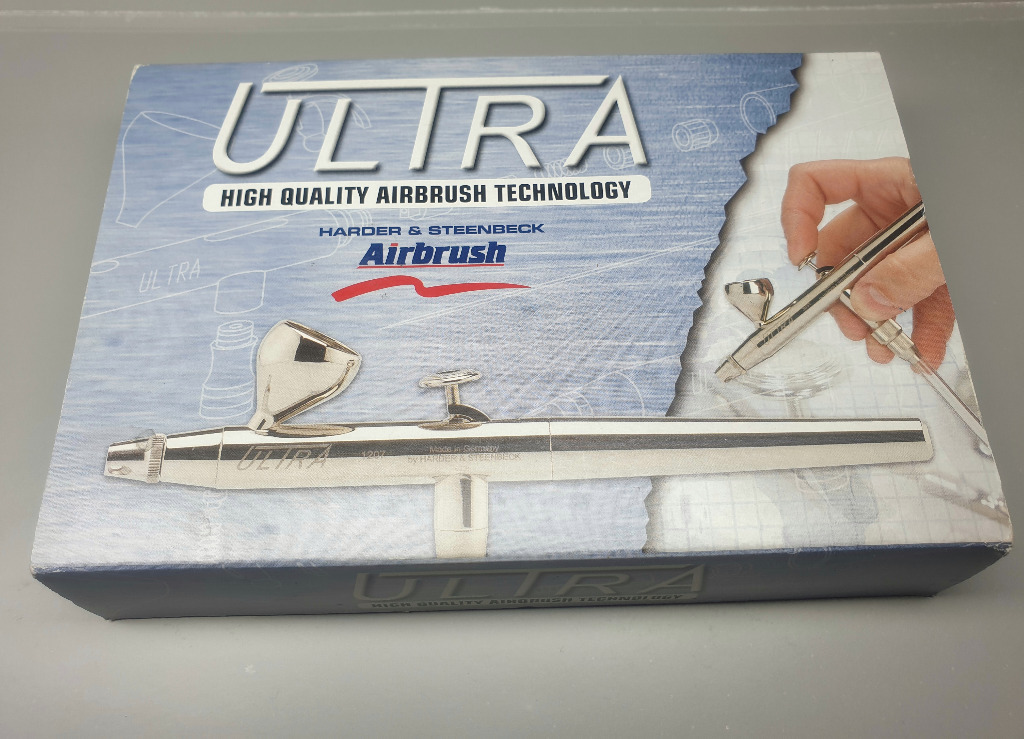 ULTRA
HIGH QUALITY AIRBRUSH TECHNOLOGY
HARDER & STEENBECK
Airbrush
ULTRA
ULTRA 1207 Made in Germany
by HARDER & STEENBECK
ULTRA
HIGH QUALITY AIRBRUSH TECHNOLOGY